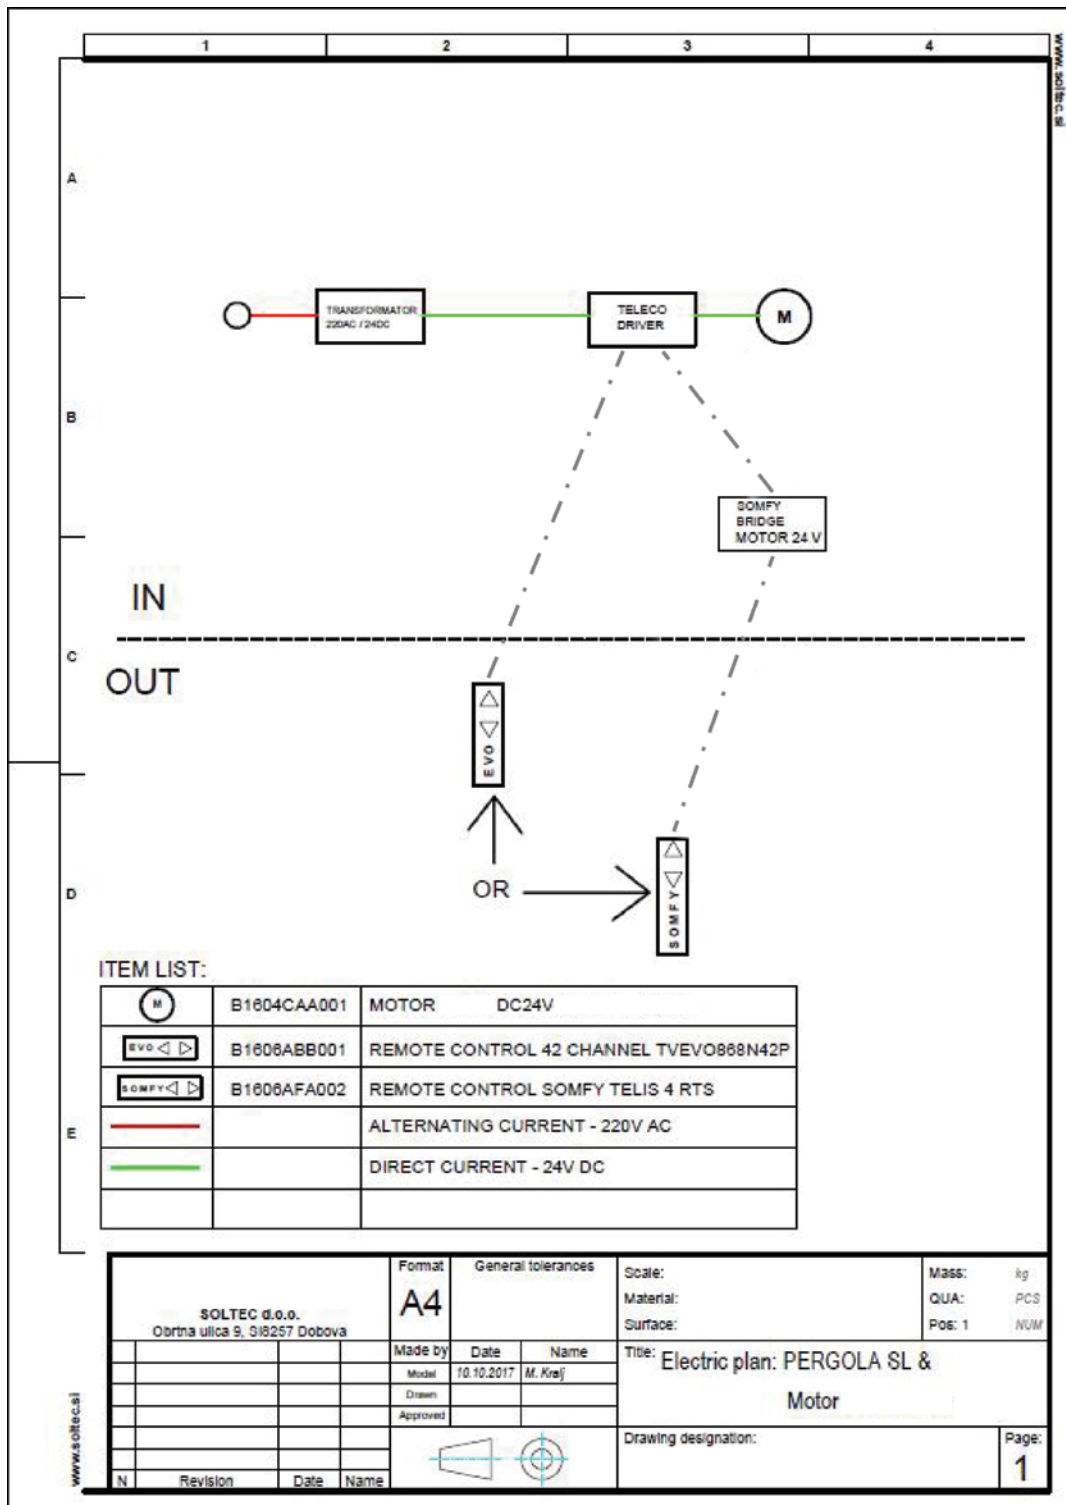 1 2 3 4
www.soltec.si
A
TRANSFORMATOR
220AC / 24DC
TELECO
DRIVER
M
B
SOMFY
BRIDGE
MOTOR 24 V
IN
C
OUT
EVO
D
OR
SOMFY
ITEM LIST:
M B1604CAA001 MOTOR DC24V
EVO B1606ABB001 REMOTE CONTROL 42 CHANNEL TVEVO868N42P
SOMFY B1606AFA002 REMOTE CONTROL SOMFY TELIS 4 RTS
E
ALTERNATING CURRENT - 220V AC
DIRECT CURRENT - 24V DC
SOLTEC d.o.o.
Obrtna ulica 9, SI8257 Dobova
Format
A4
General tolerances
Scale:
Material:
Surface:
Mass: kg
QUA: PCS
Pos: 1 NUM
Made by Date Name
Model 10.10.2017 M. Kralj
Drawn
Approved
Title: Electric plan: PERGOLA SL &
Motor
Drawing designation:
Page:
1
N Revision Date Name
www.soltec.si